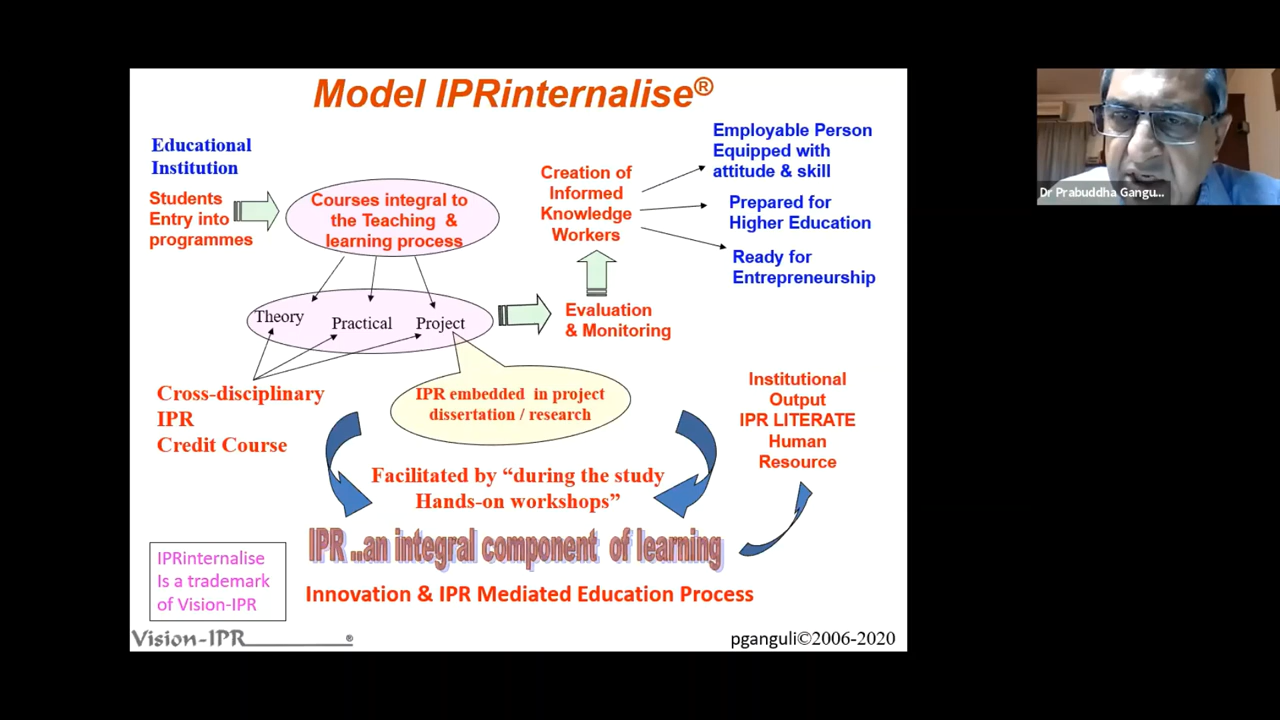 Model IPRinternalise®
Educational
Institution
Students
Entry into
programmes
Courses integral to
the Teaching &
learning process
Theory
Practical
Project
Cross-disciplinary
IPR
Credit Course
IPR embedded in project
dissertation / research
Evaluation
& Monitoring
Creation of
Informed
Knowledge
Workers
Employable Person
Equipped with
attitude & skill
Prepared for
Higher Education
Ready for
Entrepreneurship
Institutional
Output
IPR LITERATE
Human
Resource
Facilitated by “during the study
Hands-on workshops”
IPR ..an integral component of learning
Innovation & IPR Mediated Education Process
IPRinternalise
Is a trademark
of Vision-IPR
Vision-IPR ®
pganguli©2006-2020
Dr Prabuddha Gangu...